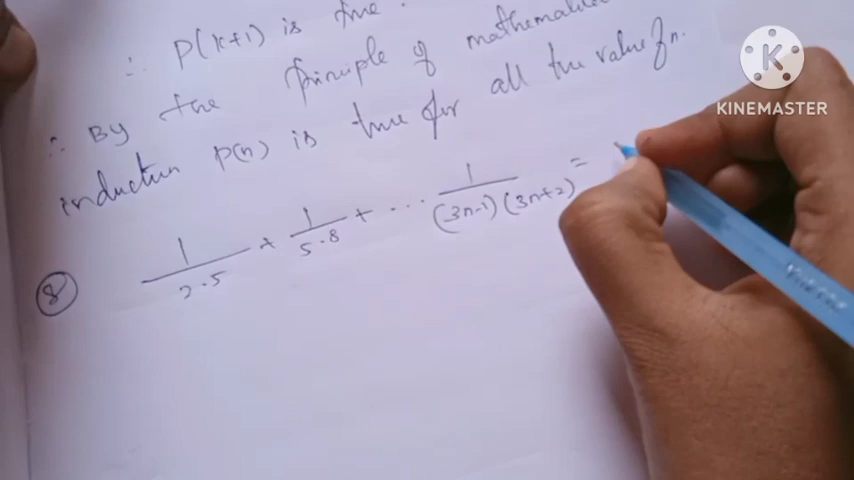 ∴ P(k+1) is true.
∴ By the principle of mathematical
induction P(n) is true for all the value of n.
⑧ 1/2·5 + 1/5·8 + ... 1/(3n-1)(3n+2) =
K
KINEMASTER